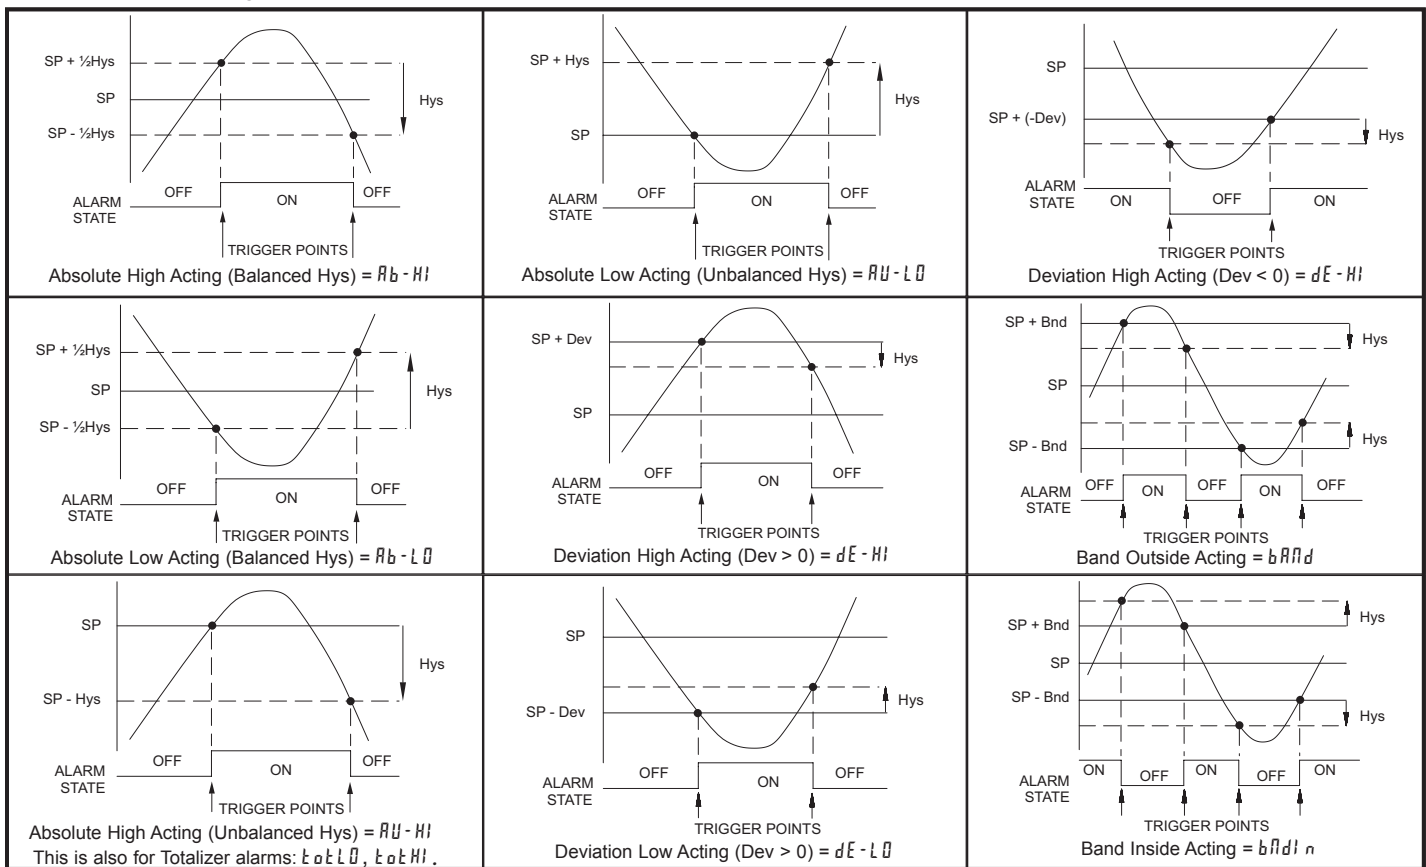 SP + ½Hys
SP
SP - ½Hys
Hys
OFF
ON
OFF
ALARM
STATE
TRIGGER POINTS
Absolute High Acting (Balanced Hys) = Ab-HI
SP + Hys
SP
Hys
OFF
ON
OFF
ALARM
STATE
TRIGGER POINTS
Absolute Low Acting (Unbalanced Hys) = AU-LO
SP
SP + (-Dev)
Hys
ALARM
STATE
ON
OFF
ON
TRIGGER POINTS
Deviation High Acting (Dev < 0) = dE-HI
SP + ½Hys
SP
SP - ½Hys
Hys
OFF
ON
OFF
ALARM
STATE
TRIGGER POINTS
Absolute Low Acting (Balanced Hys) = Ab-LO
SP + Dev
Hys
SP
OFF
ON
OFF
ALARM
STATE
TRIGGER POINTS
Deviation High Acting (Dev > 0) = dE-HI
SP + Bnd
Hys
SP
Hys
SP - Bnd
ALARM
STATE
OFF
ON
OFF
ON
OFF
TRIGGER POINTS
Band Outside Acting = bANd
SP
Hys
SP - Hys
OFF
ON
OFF
ALARM
STATE
TRIGGER POINTS
Absolute High Acting (Unbalanced Hys) = AU-HI
This is also for Totalizer alarms: totLO, totHI.
SP
Hys
SP - Dev
OFF
ON
OFF
ALARM
STATE
TRIGGER POINTS
Deviation Low Acting (Dev > 0) = dE-LO
Hys
SP + Bnd
SP
SP - Bnd
Hys
ON
OFF
ON
OFF
ON
ALARM
STATE
TRIGGER POINTS
Band Inside Acting = bNdIn